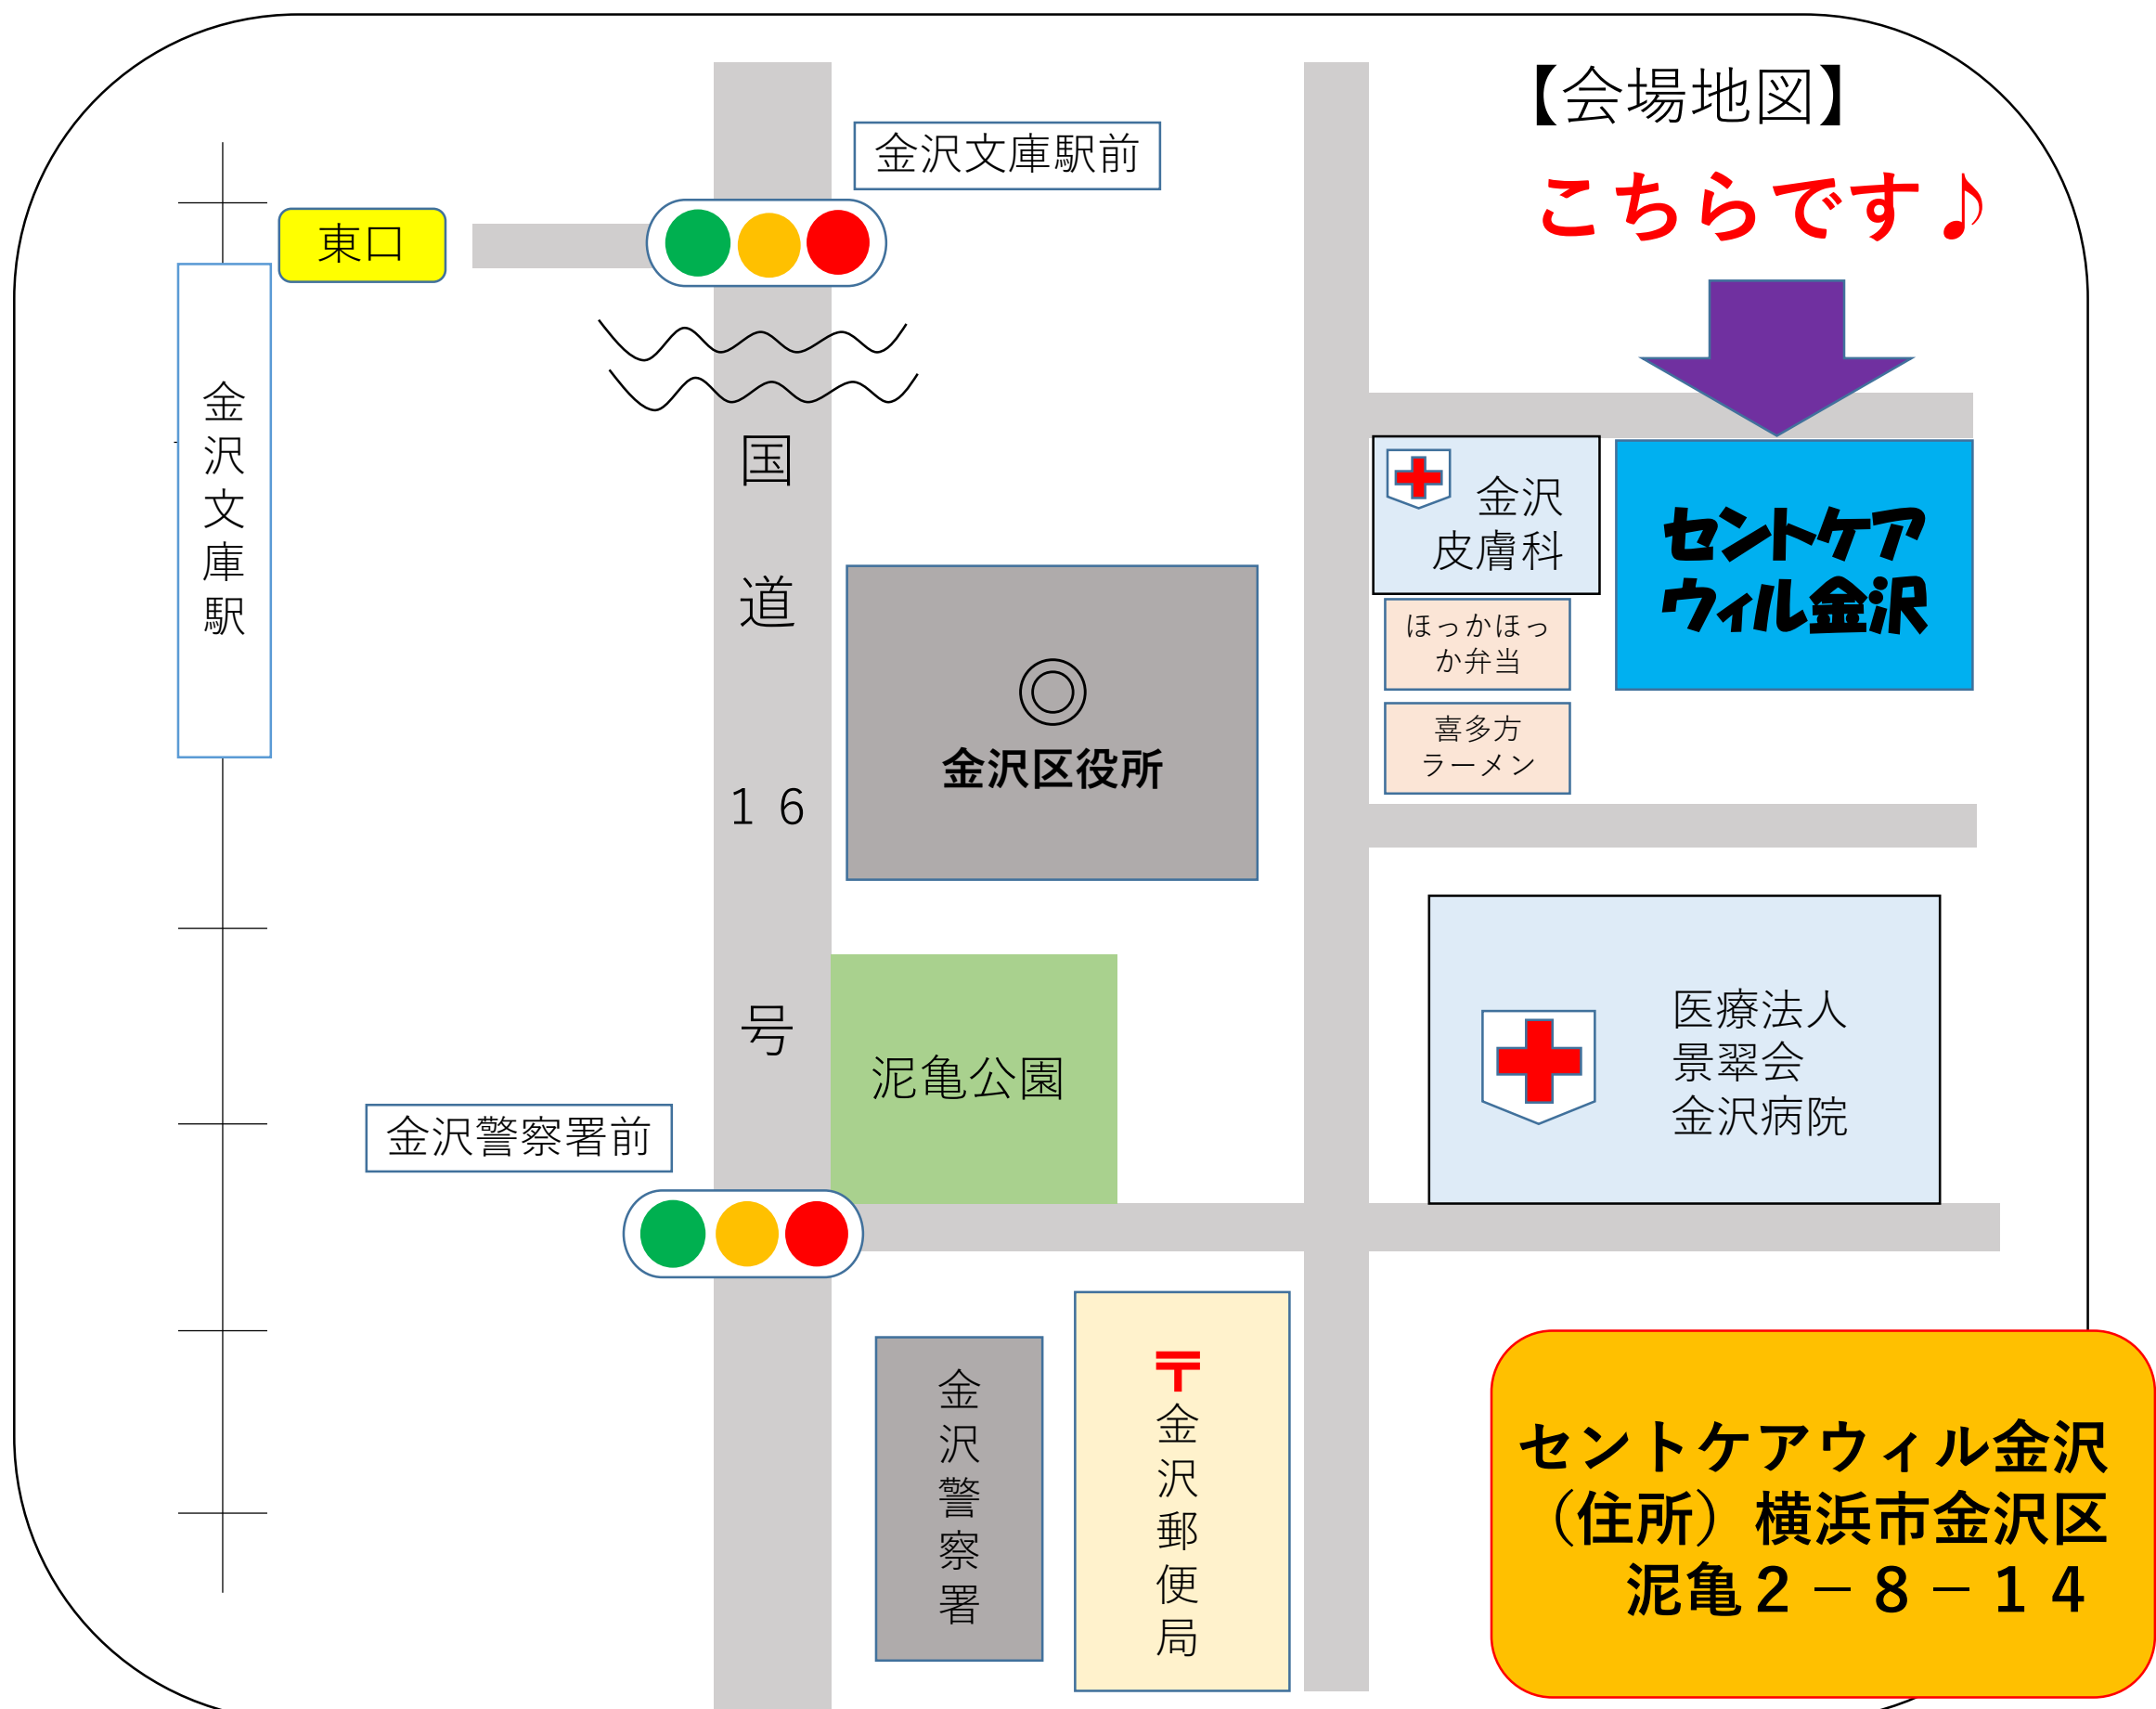 【会場地図】
こちらです♪
金沢文庫駅前
東口
金沢文庫駅
国道１６号
金沢
皮膚科
セントケア
ウィル金沢
ほっかほっ
か弁当
喜多方
ラーメン
◎
金沢区役所
泥亀公園
医療法人
景翠会
金沢病院
金沢警察署前
金沢警察署
〒金沢郵便局
セントケアウィル金沢
（住所）横浜市金沢区
泥亀２－８－１４